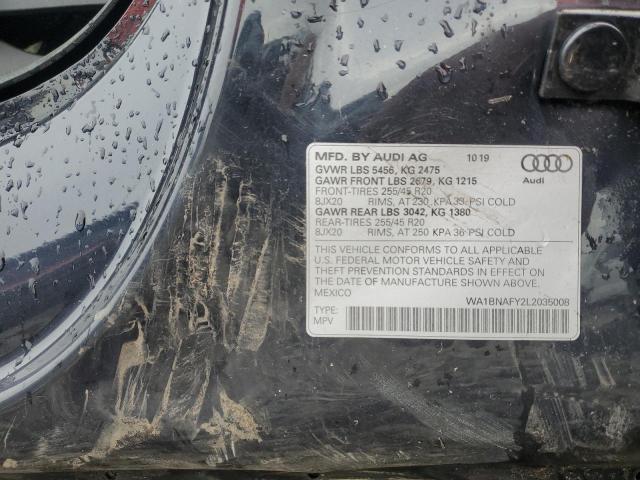 MFD. BY AUDI AG 10 19
GVWR LBS 5456, KG 2475
GAWR FRONT LBS 2679, KG 1215
FRONT-TIRES 255/45 R20
8JX20 RIMS, AT 230 KPA 33 PSI COLD
GAWR REAR LBS 3042, KG 1380
REAR-TIRES 255/45 R20
8JX20 RIMS, AT 250 KPA 36 PSI COLD
Audi
THIS VEHICLE CONFORMS TO ALL APPLICABLE
U.S. FEDERAL MOTOR VEHICLE SAFETY AND
THEFT PREVENTION STANDARDS IN EFFECT ON
THE DATE OF MANUFACTURE SHOWN ABOVE.
MEXICO WA1BNAFY2L2035008
TYPE:
MPV